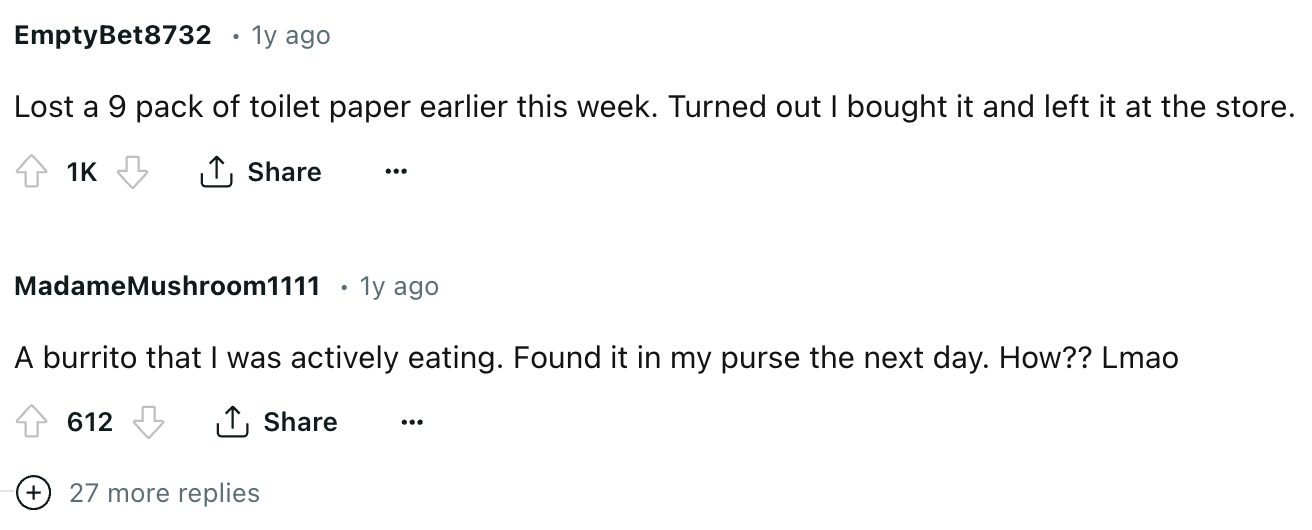 EmptyBet8732 • 1y ago
Lost a 9 pack of toilet paper earlier this week. Turned out I bought it and left it at the store.
1K Share ...
MadameMushroom1111 • 1y ago
A burrito that I was actively eating. Found it in my purse the next day. How?? Lmao
612 Share ...
27 more replies